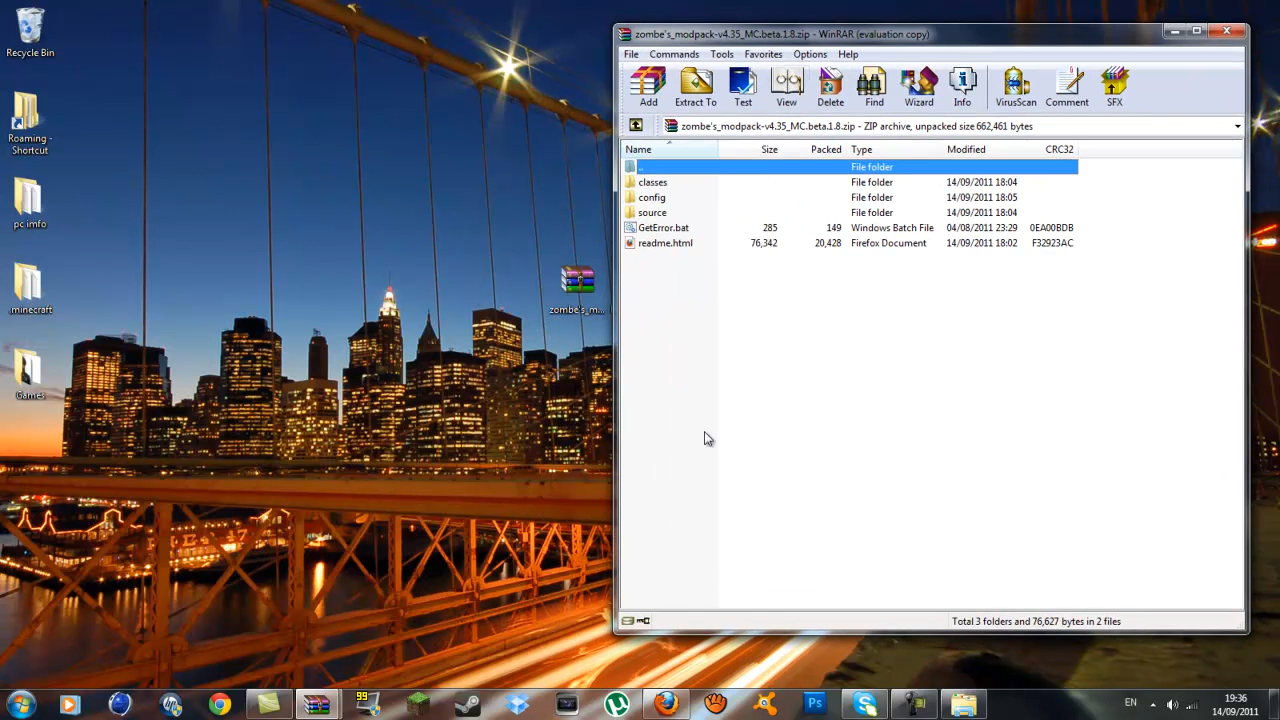 Recycle Bin
Roaming -
Shortcut
pc imfo
.minecraft
Games
zombe's_m...
zombe's_modpack-v4.35_MC.beta.1.8.zip - WinRAR (evaluation copy)
File Commands Tools Favorites Options Help
Add Extract To Test View Delete Find Wizard Info VirusScan Comment SFX
zombe's_modpack-v4.35_MC.beta.1.8.zip - ZIP archive, unpacked size 662,461 bytes
Name Size Packed Type Modified CRC32
.. File folder
classes File folder 14/09/2011 18:04
config File folder 14/09/2011 18:05
source File folder 14/09/2011 18:04
GetError.bat 285 149 Windows Batch File 04/08/2011 23:29 0EA00BDB
readme.html 76,342 20,428 Firefox Document 14/09/2011 18:02 F32923AC
Total 3 folders and 76,627 bytes in 2 files
99
Ps
EN
19:36
14/09/2011